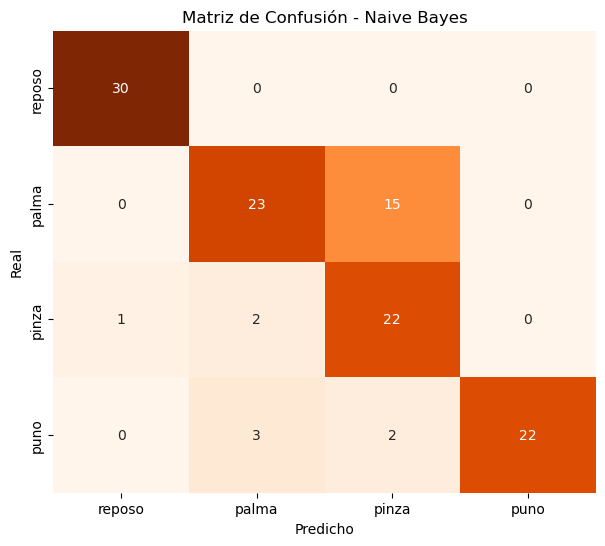 Matriz de Confusión - Naive Bayes
Real
reposo
30 0 0 0
palma
0 23 15 0
pinza
1 2 22 0
puno
0 3 2 22
reposo palma pinza puno
Predicho